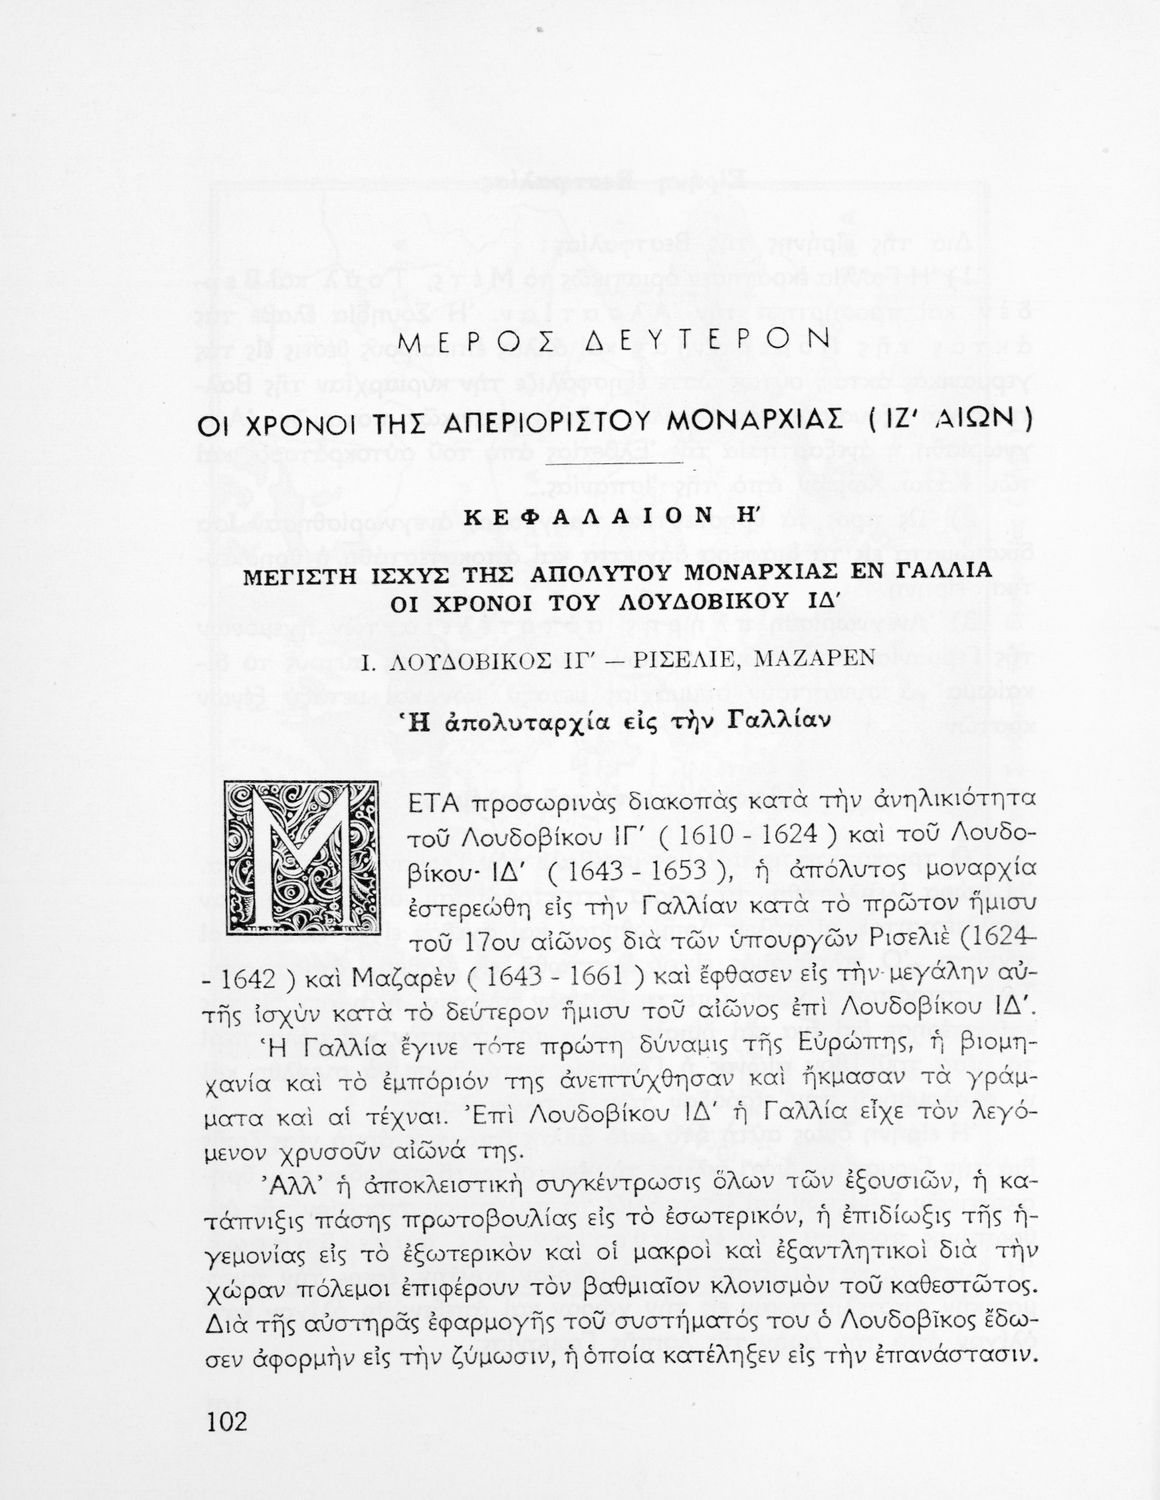 ΜΕΡΟΣ ΔΕΥΤΕΡΟΝ
ΟΙ ΧΡΟΝΟΙ ΤΗΣ ΑΠΕΡΙΟΡΙΣΤΟΥ ΜΟΝΑΡΧΙΑΣ ( ΙΖ' ΑΙΩΝ )
ΚΕΦΑΛΑΙΟΝ Η'
ΜΕΓΙΣΤΗ ΙΣΧΥΣ ΤΗΣ ΑΠΟΛΥΤΟΥ ΜΟΝΑΡΧΙΑΣ ΕΝ ΓΑΛΛΙΑ
ΟΙ ΧΡΟΝΟΙ ΤΟΥ ΛΟΥΔΟΒΙΚΟΥ ΙΔ'
Ι. ΛΟΥΔΟΒΙΚΟΣ ΙΓ' — ΡΙΣΕΛΙΕ, ΜΑΖΑΡΕΝ
Ἡ ἀπολυταρχία εἰς τὴν Γαλλίαν
ΜΕΤΑ προσωρινὰς διακοπὰς κατὰ τὴν ἀνηλικιότητα
τοῦ Λουδοβίκου ΙΓ' ( 1610 - 1624 ) καὶ τοῦ Λουδο-
βίκου· ΙΔ' ( 1643 - 1653 ), ἡ ἀπόλυτος μοναρχία
ἐστερεώθη εἰς τὴν Γαλλίαν κατὰ τὸ πρῶτον ἥμισυ
τοῦ 17ου αἰῶνος διὰ τῶν ὑπουργῶν Ρισελιὲ (1624-
- 1642 ) καὶ Μαζαρὲν ( 1643 - 1661 ) καὶ ἔφθασεν εἰς τὴν μεγάλην αὐ-
τῆς ἰσχὺν κατὰ τὸ δεύτερον ἥμισυ τοῦ αἰῶνος ἐπὶ Λουδοβίκου ΙΔ'.
Ἡ Γαλλία ἔγινε τότε πρώτη δύναμις τῆς Εὐρώπης, ἡ βιομη-
χανία καὶ τὸ ἐμπόριόν της ἀνεπτύχθησαν καὶ ἤκμασαν τὰ γράμ-
ματα καὶ αἱ τέχναι. Ἐπὶ Λουδοβίκου ΙΔ' ἡ Γαλλία εἶχε τὸν λεγό-
μενον χρυσοῦν αἰῶνά της.
Ἀλλ' ἡ ἀποκλειστικὴ συγκέντρωσις ὅλων τῶν ἐξουσιῶν, ἡ κα-
τάπνιξις πάσης πρωτοβουλίας εἰς τὸ ἐσωτερικόν, ἡ ἐπιδίωξις τῆς ἡ-
γεμονίας εἰς τὸ ἐξωτερικὸν καὶ οἱ μακροὶ καὶ ἐξαντλητικοὶ διὰ τὴν
χώραν πόλεμοι ἐπιφέρουν τὸν βαθμιαῖον κλονισμὸν τοῦ καθεστῶτος.
Διὰ τῆς αὐστηρᾶς ἐφαρμογῆς τοῦ συστήματός του ὁ Λουδοβῖκος ἔδω-
σεν ἀφορμὴν εἰς τὴν ζύμωσιν, ἡ ὁποία κατέληξεν εἰς τὴν ἐπανάστασιν.
102